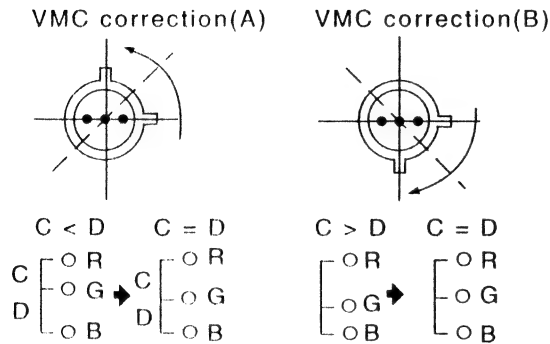 VMC correction(A) VMC correction(B)
C < D C = D C > D C = D
R R R R
C C
G G G G
D D
B B B B